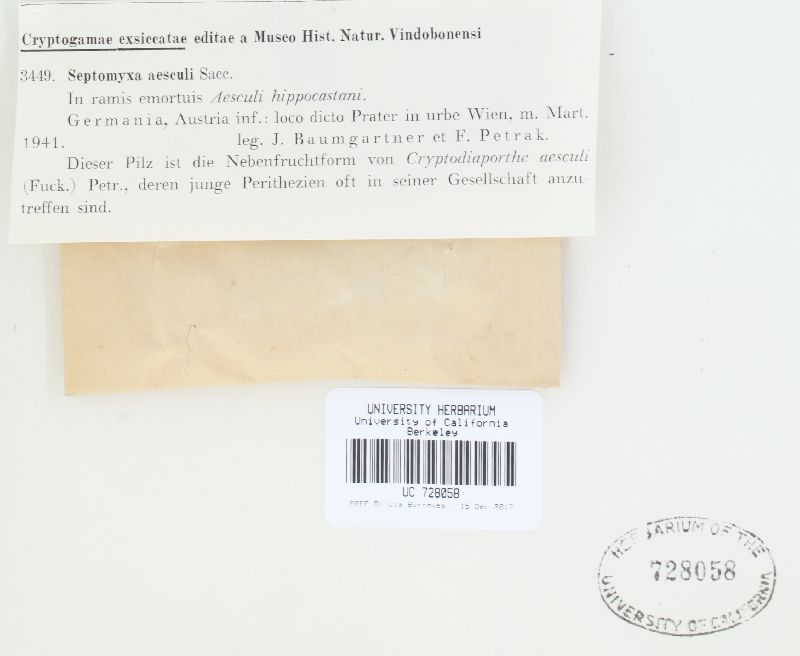 Cryptogamae exsiccatae editae a Museo Hist. Natur. Vindobonensi
3449. Septomyxa aesculi Sacc.
In ramis emortuis Aesculi hippocastani.
Germania, Austria inf.: loco dicto Prater in urbe Wien, m. Mart.
1941. leg. J. Baumgartner et F. Petrak.
Dieser Pilz ist die Nebenfruchtform von Cryptodiaporthe aesculi
(Fuck.) Petr., deren junge Perithezien oft in seiner Gesellschaft anzu-
treffen sind.
UNIVERSITY HERBARIUM
University of California
Berkeley
UC 728058
15 Dec 2017
HERBARIUM OF THE
728058
UNIVERSITY OF CALIFORNIA